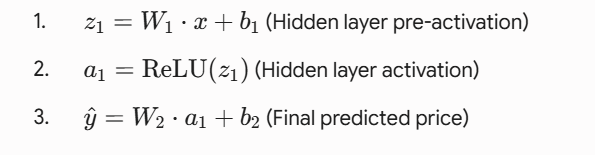 1. z₁ = W₁ · x + b₁ (Hidden layer pre-activation)
2. a₁ = ReLU(z₁) (Hidden layer activation)
3. ŷ = W₂ · a₁ + b₂ (Final predicted price)